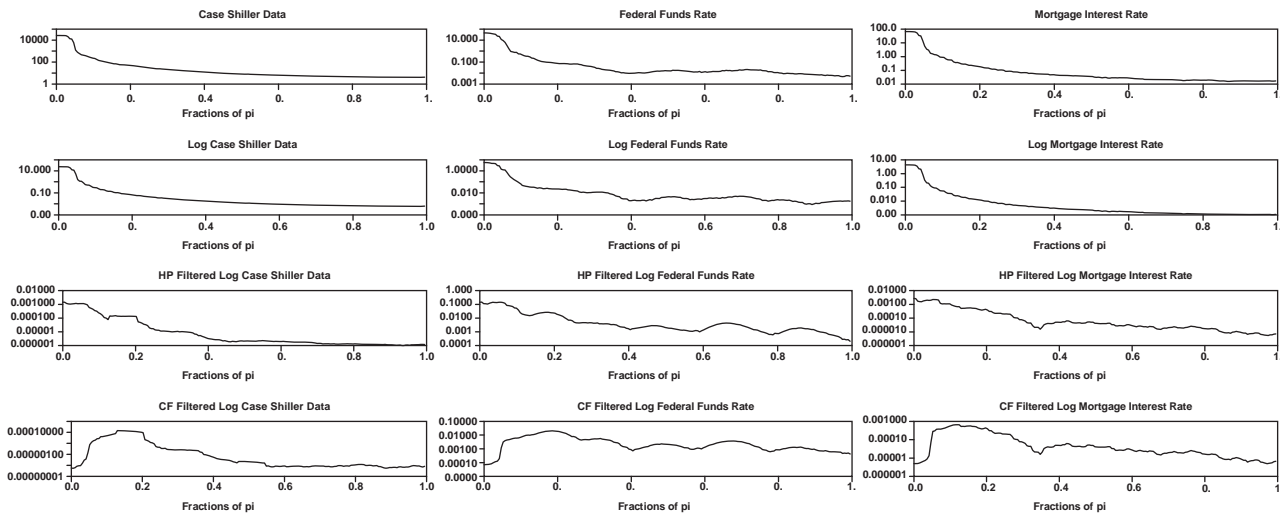 Case Shiller Data
10000
100
1
0.0 0. 0.4 0. 0.8 1.
Fractions of pi
Federal Funds Rate
10.000
0.100
0.001
0.0 0. 0.4 0. 0. 1.
Fractions of pi
Mortgage Interest Rate
100.0
10.0
1.00
0.1
0.01
0.0 0.2 0.4 0. 0. 1.
Fractions of pi
Log Case Shiller Data
10.000
0.10
0.00
0.0 0. 0.4 0.6 0.8 1.0
Fractions of pi
Log Federal Funds Rate
1.0000
0.010
0.000
0.0 0. 0. 0.6 0.8 1.0
Fractions of pi
Log Mortgage Interest Rate
10.00
1.00
0.10
0.010
0.00
0.0 0. 0.4 0. 0.8 1.
Fractions of pi
HP Filtered Log Case Shiller Data
0.01000
0.001000
0.000100
0.00001
0.000001
0.0 0.2 0. 0.6 0.8 1.0
Fractions of pi
HP Filtered Log Federal Funds Rate
1.000
0.1000
0.0100
0.001
0.0001
0.0 0. 0.4 0.6 0. 1.0
Fractions of pi
HP Filtered Log Mortgage Interest Rate
0.01000
0.00100
0.00010
0.000010
0.000001
0.0 0. 0.4 0.6 0. 1.
Fractions of pi
CF Filtered Log Case Shiller Data
0.00010000
0.00000100
0.00000001
0.0 0.2 0.4 0.6 0.8 1.0
Fractions of pi
CF Filtered Log Federal Funds Rate
0.10000
0.01000
0.00100
0.00010
0.0 0. 0. 0.6 0. 1.
Fractions of pi
CF Filtered Log Mortgage Interest Rate
0.001000
0.00010
0.00001
0.000001
0.0 0.2 0.4 0.6 0. 1
Fractions of pi